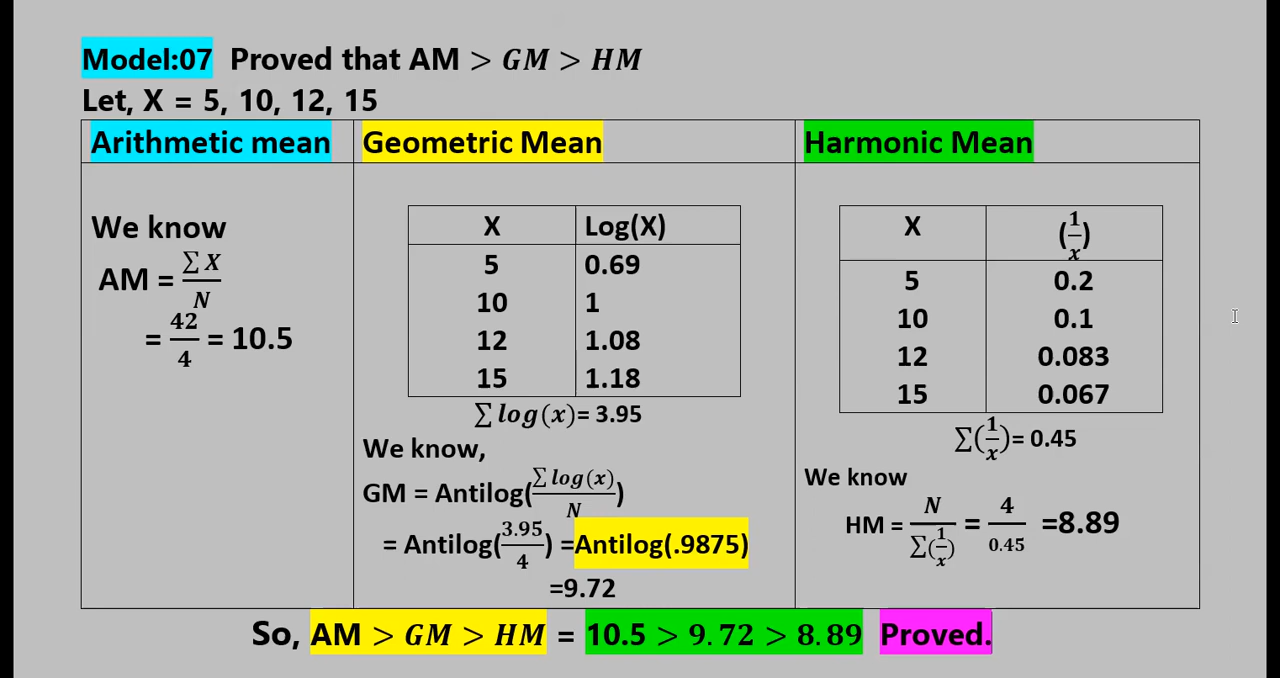 Model:07 Proved that AM > GM > HM
Let, X = 5, 10, 12, 15
Arithmetic mean
We know
AM = ∑ X / N
= 42 / 4 = 10.5
Geometric Mean
X Log(X)
5 0.69
10 1
12 1.08
15 1.18
∑ log(x)= 3.95
We know,
GM = Antilog(∑ log(x) / N)
= Antilog(3.95 / 4) =Antilog(.9875)
=9.72
Harmonic Mean
X (1/x)
5 0.2
10 0.1
12 0.083
15 0.067
∑(1/x)= 0.45
We know
HM = N / ∑(1/x) = 4 / 0.45 =8.89
So, AM > GM > HM = 10.5 > 9.72 > 8.89 Proved.